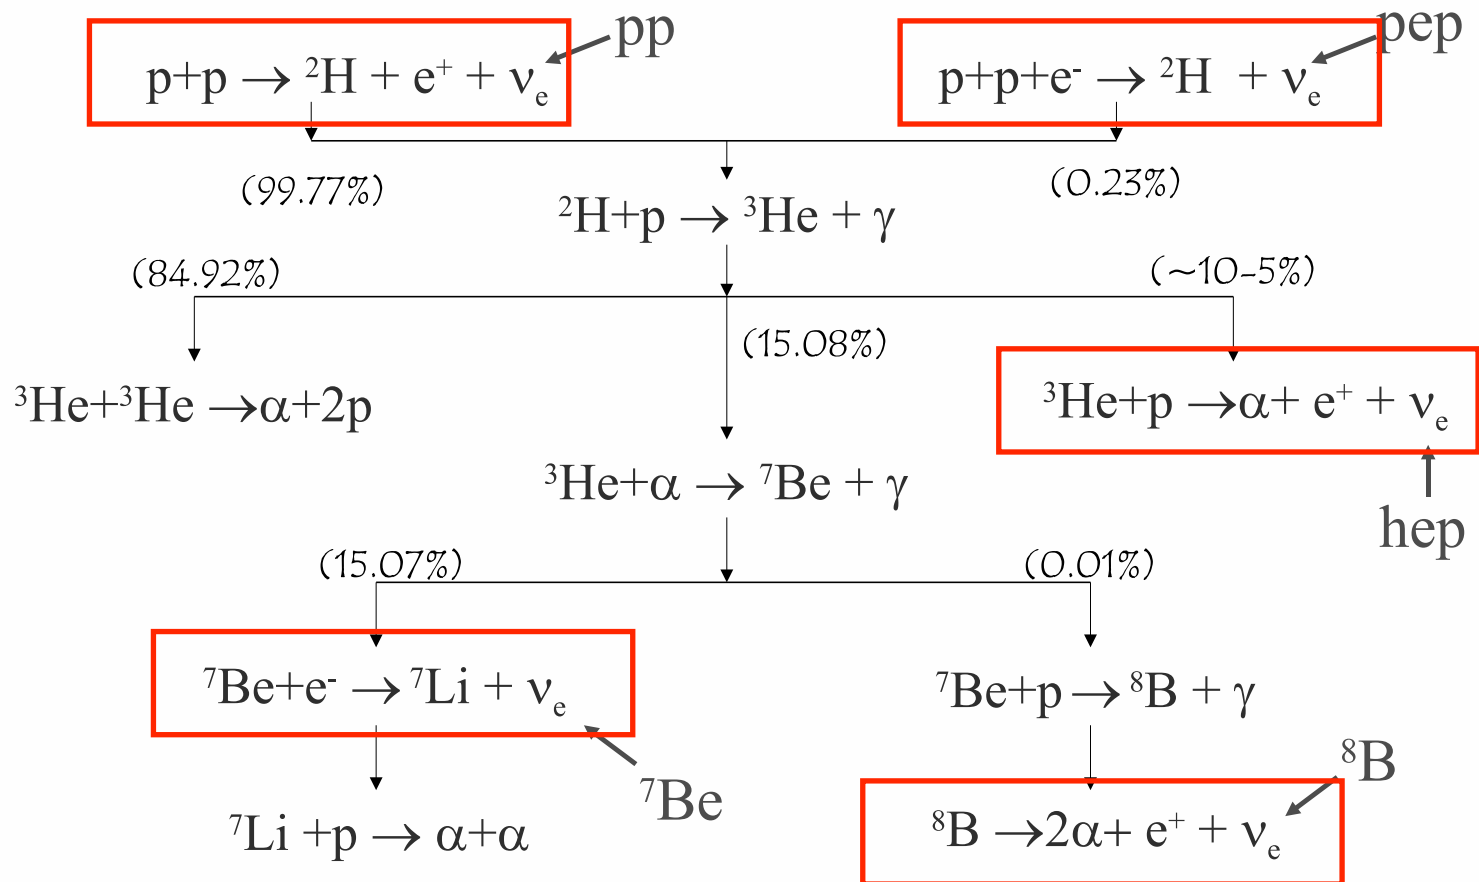 pp
pep
p+p → ²H + e⁺ + νₑ
p+p+e⁻ → ²H + νₑ
(99.77%)
(0.23%)
²H+p → ³He + γ
(84.92%)
(~10-5%)
(15.08%)
³He+³He →α+2p
³He+p →α+ e⁺ + νₑ
³He+α → ⁷Be + γ
hep
(15.07%)
(0.01%)
⁷Be+e⁻ → ⁷Li + νₑ
⁷Be+p → ⁸B + γ
⁷Be
⁸B
⁷Li +p → α+α
⁸B →2α+ e⁺ + νₑ